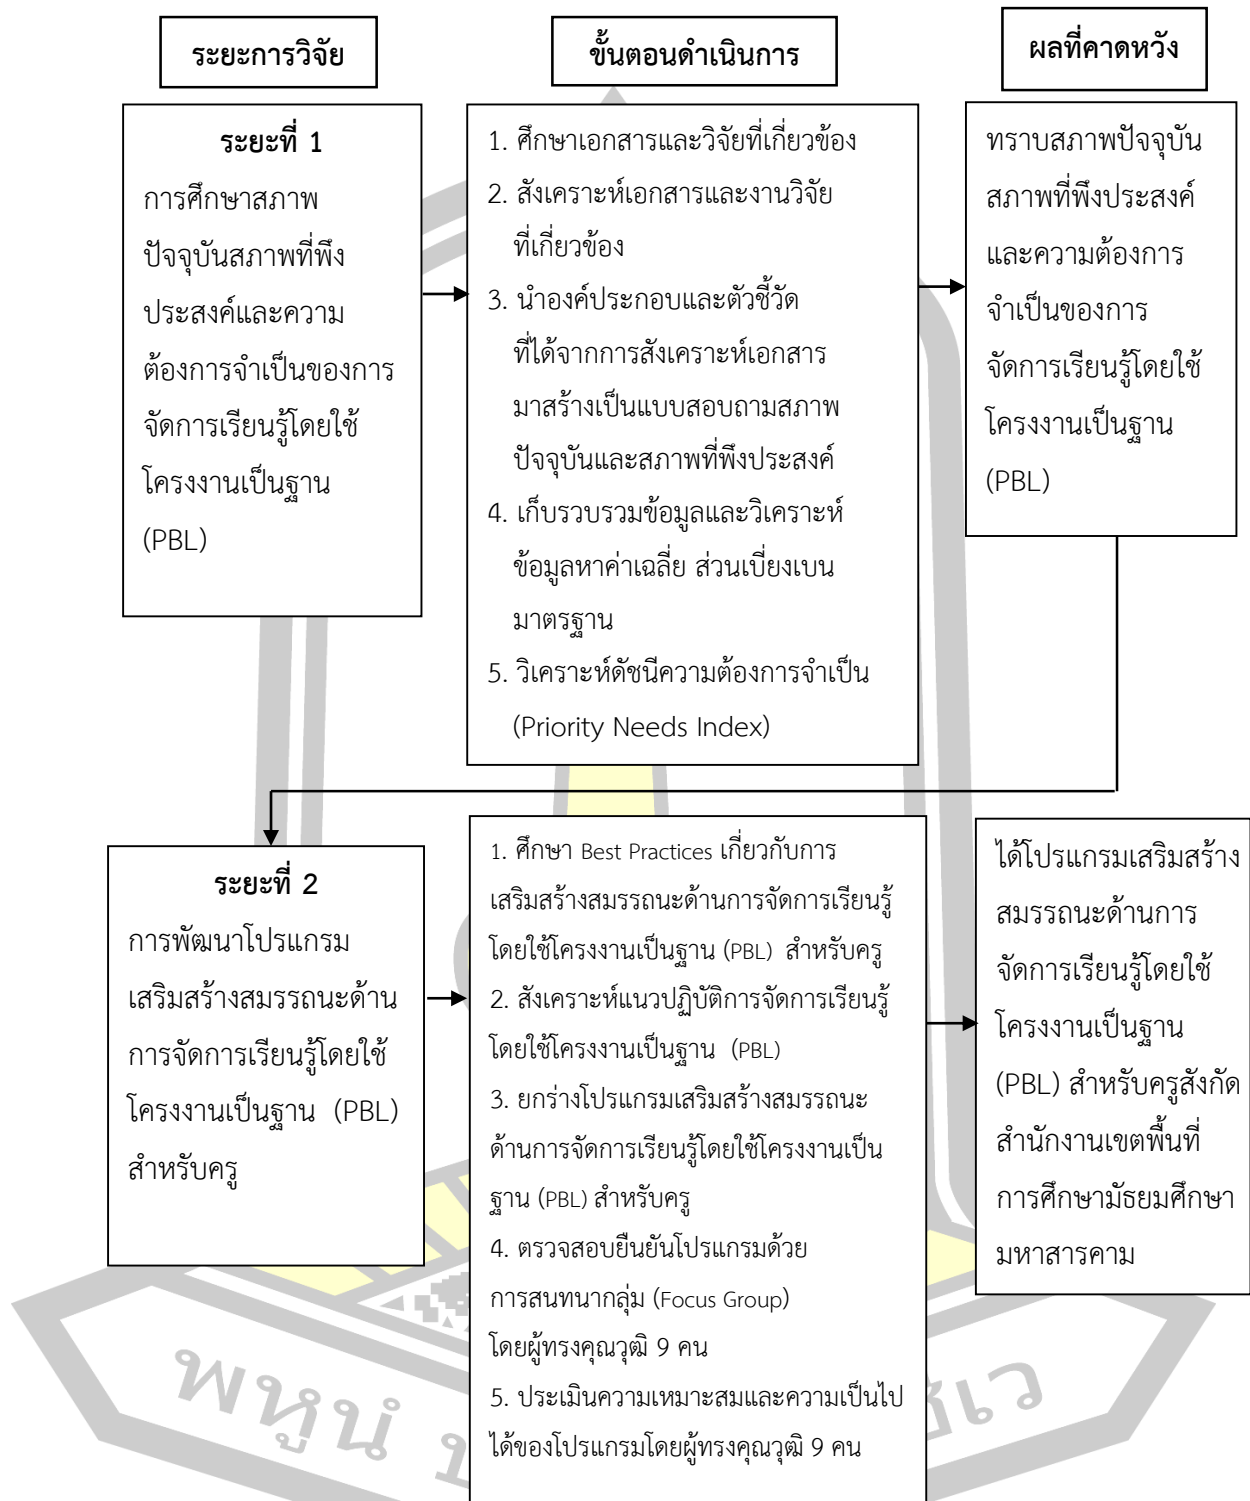 ระยะการวิจัย
ขั้นตอนดำเนินการ
ผลที่คาดหวัง
ระยะที่ 1
การศึกษาสภาพ
ปัจจุบันสภาพที่พึง
ประสงค์และความ
ต้องการจำเป็นของการ
จัดการเรียนรู้โดยใช้
โครงงานเป็นฐาน
(PBL)
1. ศึกษาเอกสารและวิจัยที่เกี่ยวข้อง
2. สังเคราะห์เอกสารและงานวิจัย
ที่เกี่ยวข้อง
3. นำองค์ประกอบและตัวชี้วัด
ที่ได้จากการสังเคราะห์เอกสาร
มาสร้างเป็นแบบสอบถามสภาพ
ปัจจุบันและสภาพที่พึงประสงค์
4. เก็บรวบรวมข้อมูลและวิเคราะห์
ข้อมูลหาค่าเฉลี่ย ส่วนเบี่ยงเบน
มาตรฐาน
5. วิเคราะห์ดัชนีความต้องการจำเป็น
(Priority Needs Index)
ทราบสภาพปัจจุบัน
สภาพที่พึงประสงค์
และความต้องการ
จำเป็นของการ
จัดการเรียนรู้โดยใช้
โครงงานเป็นฐาน
(PBL)
ระยะที่ 2
การพัฒนาโปรแกรม
เสริมสร้างสมรรถนะด้าน
การจัดการเรียนรู้โดยใช้
โครงงานเป็นฐาน (PBL)
สำหรับครู
1. ศึกษา Best Practices เกี่ยวกับการ
เสริมสร้างสมรรถนะด้านการจัดการเรียนรู้
โดยใช้โครงงานเป็นฐาน (PBL) สำหรับครู
2. สังเคราะห์แนวปฏิบัติการจัดการเรียนรู้
โดยใช้โครงงานเป็นฐาน (PBL)
3. ยกร่างโปรแกรมเสริมสร้างสมรรถนะ
ด้านการจัดการเรียนรู้โดยใช้โครงงานเป็น
ฐาน (PBL) สำหรับครู
4. ตรวจสอบยืนยันโปรแกรมด้วย
การสนทนากลุ่ม (Focus Group)
โดยผู้ทรงคุณวุฒิ 9 คน
5. ประเมินความเหมาะสมและความเป็นไป
ได้ของโปรแกรมโดยผู้ทรงคุณวุฒิ 9 คน
ได้โปรแกรมเสริมสร้าง
สมรรถนะด้านการ
จัดการเรียนรู้โดยใช้
โครงงานเป็นฐาน
(PBL) สำหรับครูสังกัด
สำนักงานเขตพื้นที่
การศึกษามัธยมศึกษา
มหาสารคาม
พหูนํ